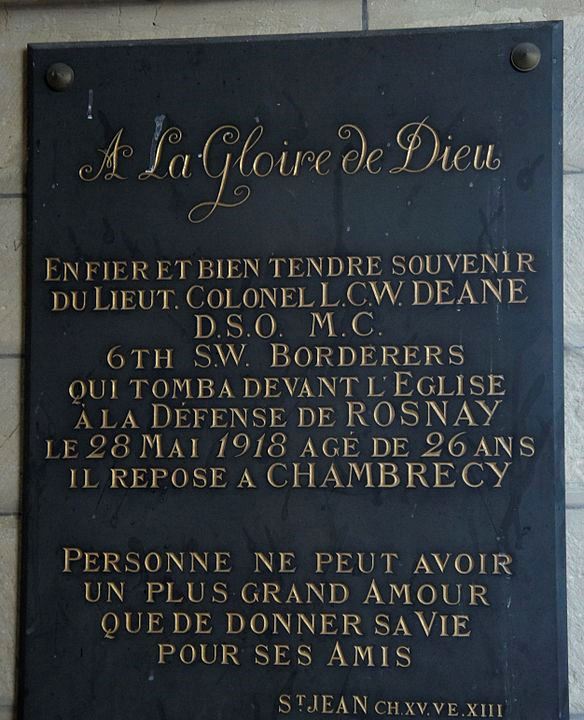 A La Gloire de Dieu
EN FIER ET BIEN TENDRE SOUVENIR
DU LIEUT. COLONEL L.C.W. DEANE
D.S.O. M.C.
6TH S.W. BORDERERS
QUI TOMBA DEVANT L'EGLISE
A LA DÉFENSE DE ROSNAY
LE 28 MAI 1918 AGÉ DE 26 ANS
IL REPOSE A CHAMBRECY
PERSONNE NE PEUT AVOIR
UN PLUS GRAND AMOUR
QUE DE DONNER SA VIE
POUR SES AMIS
ST JEAN CH.XV.VE.XIII